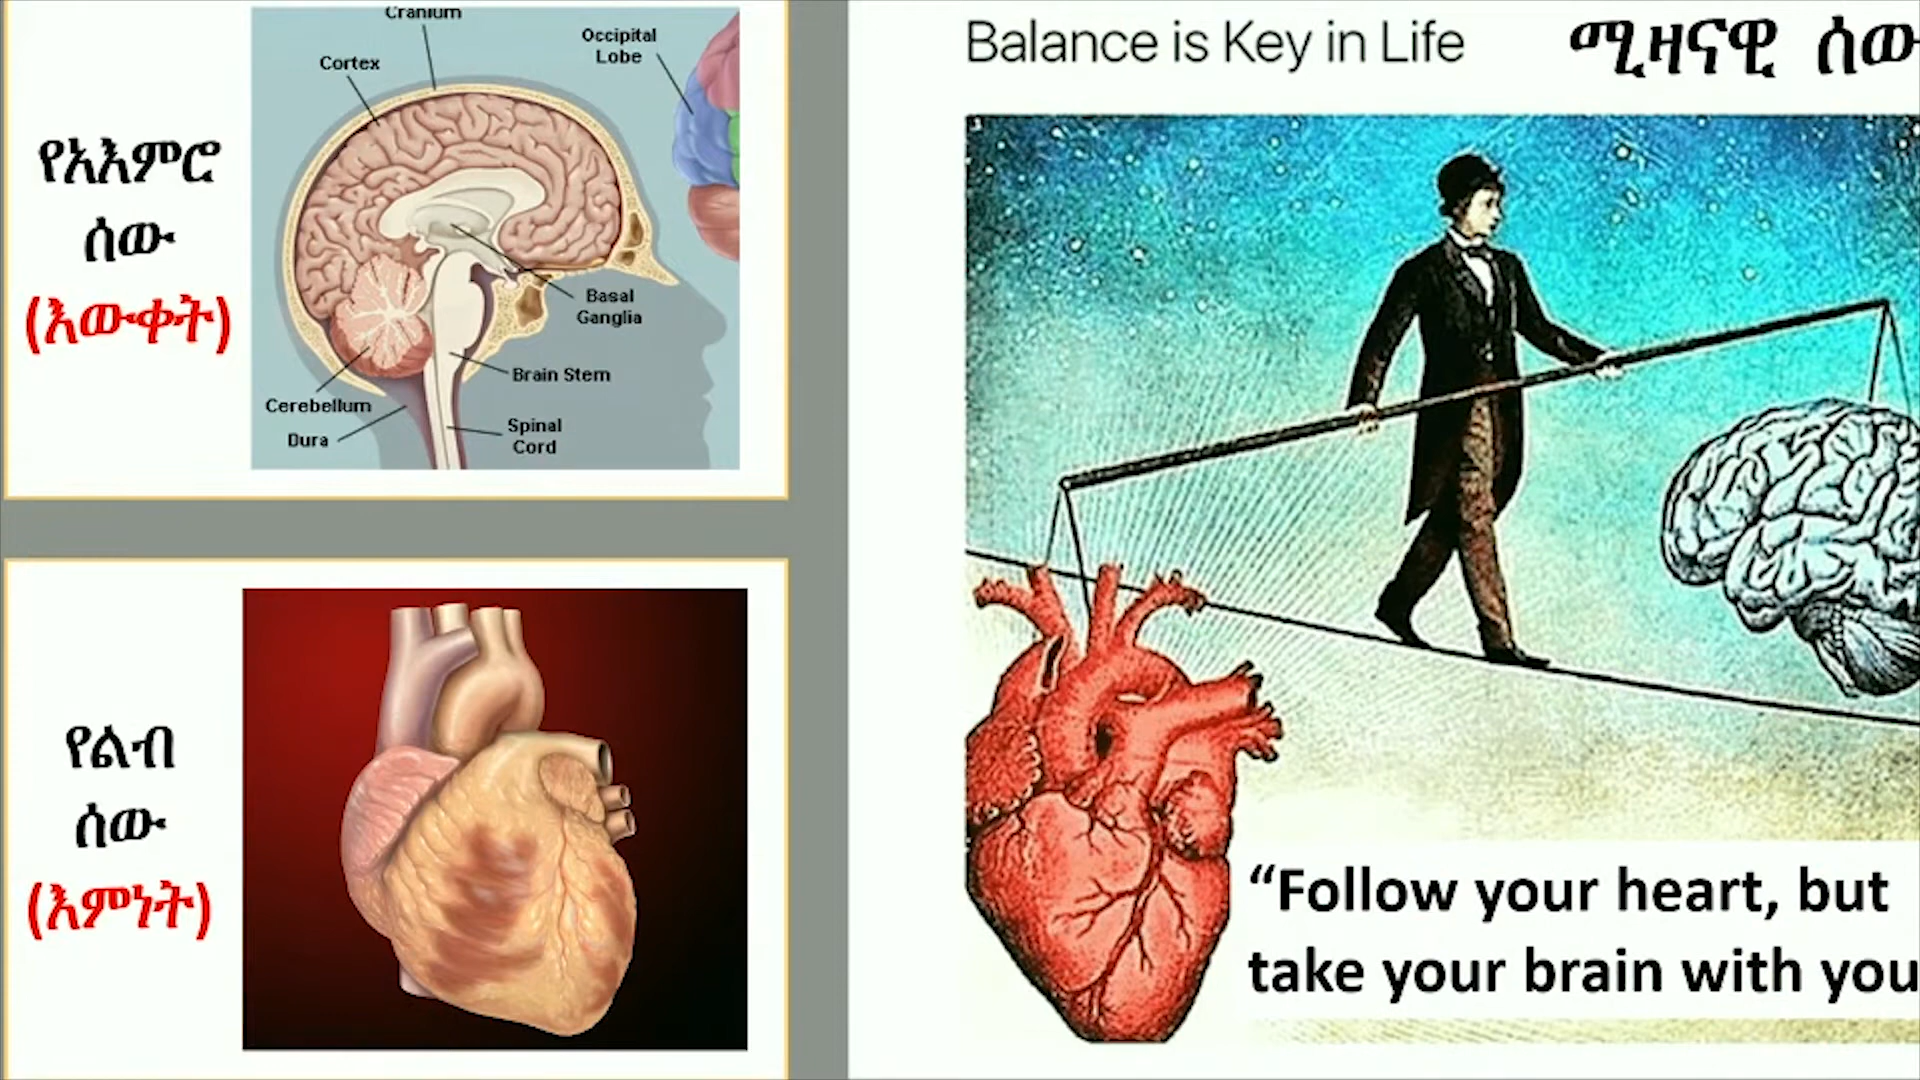 Cranium
Cortex
Occipital
Lobe
Basal
Ganglia
Brain Stem
Cerebellum
Dura
Spinal
Cord
የአእምሮ
ሰው
(እውቀት)
የልብ
ሰው
(እምነት)
Balance is Key in Life
ሚዛናዊ ሰው
“Follow your heart, but
take your brain with you